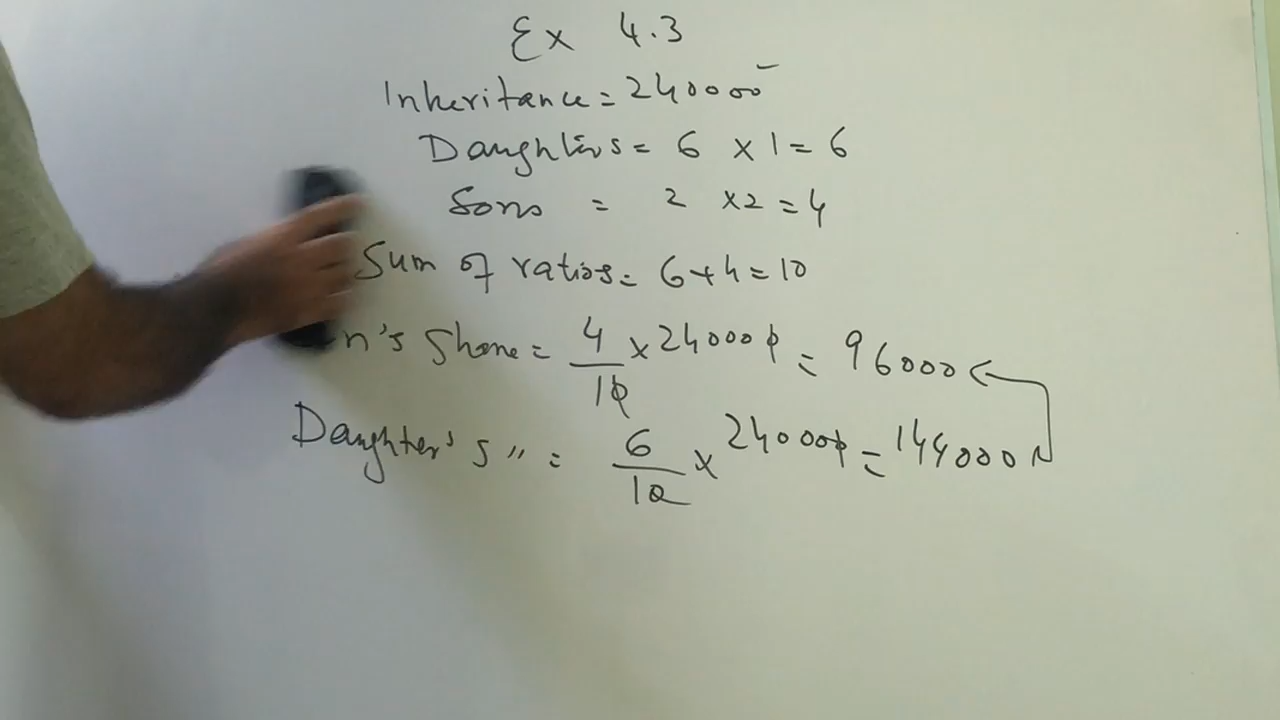 Ex 4.3
Inheritance = 240000
Daughters = 6 × 1 = 6
Sons = 2 × 2 = 4
Sum of ratios = 6 + 4 = 10
n's Share = 4/10 × 240000 = 96000
Daughter's s " = 6/10 × 240000 = 144000